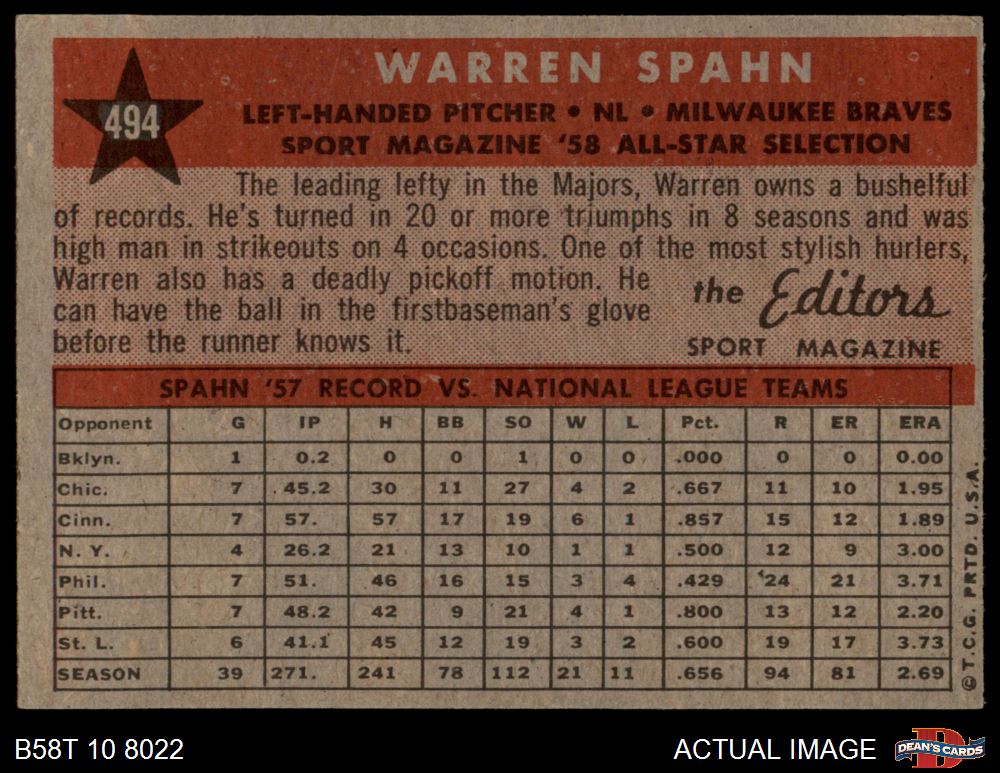 WARREN SPAHN
494
LEFT-HANDED PITCHER • NL • MILWAUKEE BRAVES
SPORT MAGAZINE '58 ALL-STAR SELECTION
The leading lefty in the Majors, Warren owns a bushelful
of records. He's turned in 20 or more triumphs in 8 seasons and was
high man in strikeouts on 4 occasions. One of the most stylish hurlers,
Warren also has a deadly pickoff motion. He
can have the ball in the firstbaseman's glove
before the runner knows it.
the Editors
SPORT MAGAZINE
SPAHN '57 RECORD VS. NATIONAL LEAGUE TEAMS
Opponent G IP H BB SO W L Pct. R ER ERA
Bklyn. 1 0.2 0 0 1 0 0 .000 0 0 0.00
Chic. 7 45.2 30 11 27 4 2 .667 11 10 1.95
Cinn. 7 57. 57 17 19 6 1 .857 15 12 1.89
N. Y. 4 26.2 21 13 10 1 1 .500 12 9 3.00
Phil. 7 51. 46 16 15 3 4 .429 24 21 3.71
Pitt. 7 48.2 42 9 21 4 1 .800 13 12 2.20
St. L. 6 41.1 45 12 19 3 2 .600 19 17 3.73
SEASON 39 271. 241 78 112 21 11 .656 94 81 2.69
© T.C.G. PRTD. U.S.A.
B58T 10 8022
ACTUAL IMAGE
D
DEAN'S CARDS